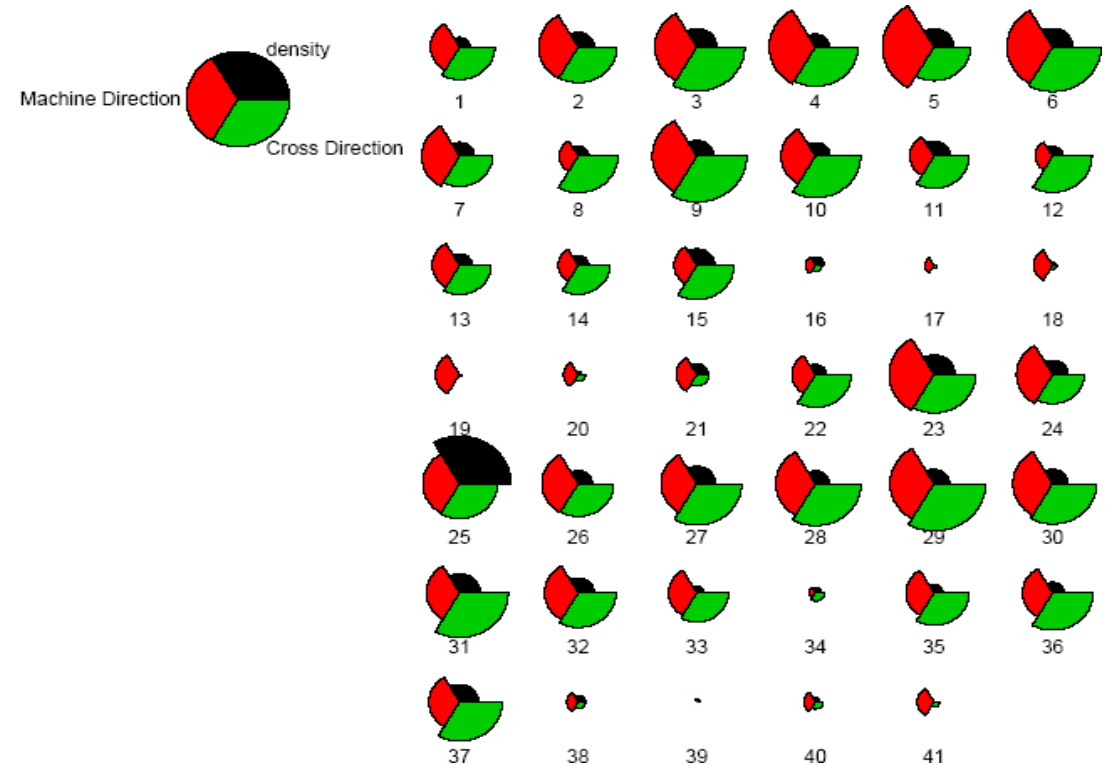 density
Machine Direction
Cross Direction
1 2 3 4 5 6
7 8 9 10 11 12
13 14 15 16 17 18
19 20 21 22 23 24
25 26 27 28 29 30
31 32 33 34 35 36
37 38 39 40 41